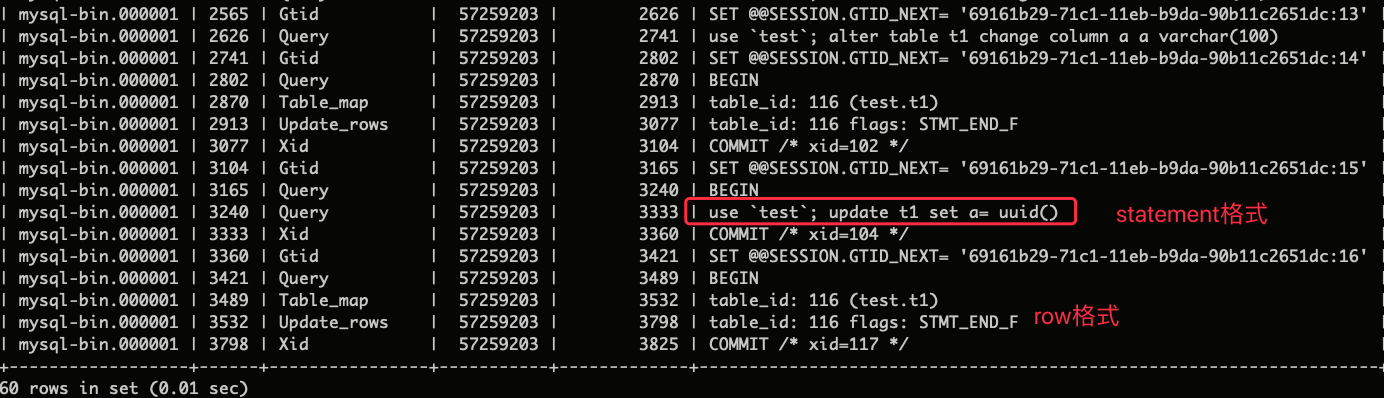 | mysql-bin.000001 | 2565 | Gtid | 57259203 | 2626 | SET @@SESSION.GTID_NEXT= '69161b29-71c1-11eb-b9da-90b11c2651dc:13'
| mysql-bin.000001 | 2626 | Query | 57259203 | 2741 | use `test`; alter table t1 change column a a varchar(100)
| mysql-bin.000001 | 2741 | Gtid | 57259203 | 2802 | SET @@SESSION.GTID_NEXT= '69161b29-71c1-11eb-b9da-90b11c2651dc:14'
| mysql-bin.000001 | 2802 | Query | 57259203 | 2870 | BEGIN
| mysql-bin.000001 | 2870 | Table_map | 57259203 | 2913 | table_id: 116 (test.t1)
| mysql-bin.000001 | 2913 | Update_rows | 57259203 | 3077 | table_id: 116 flags: STMT_END_F
| mysql-bin.000001 | 3077 | Xid | 57259203 | 3104 | COMMIT /* xid=102 */
| mysql-bin.000001 | 3104 | Gtid | 57259203 | 3165 | SET @@SESSION.GTID_NEXT= '69161b29-71c1-11eb-b9da-90b11c2651dc:15'
| mysql-bin.000001 | 3165 | Query | 57259203 | 3240 | BEGIN
| mysql-bin.000001 | 3240 | Query | 57259203 | 3333 | use `test`; update t1 set a= uuid() statement格式
| mysql-bin.000001 | 3333 | Xid | 57259203 | 3360 | COMMIT /* xid=104 */
| mysql-bin.000001 | 3360 | Gtid | 57259203 | 3421 | SET @@SESSION.GTID_NEXT= '69161b29-71c1-11eb-b9da-90b11c2651dc:16'
| mysql-bin.000001 | 3421 | Query | 57259203 | 3489 | BEGIN
| mysql-bin.000001 | 3489 | Table_map | 57259203 | 3532 | table_id: 116 (test.t1)
| mysql-bin.000001 | 3532 | Update_rows | 57259203 | 3798 | table_id: 116 flags: STMT_END_F row格式
| mysql-bin.000001 | 3798 | Xid | 57259203 | 3825 | COMMIT /* xid=117 */
60 rows in set (0.01 sec)